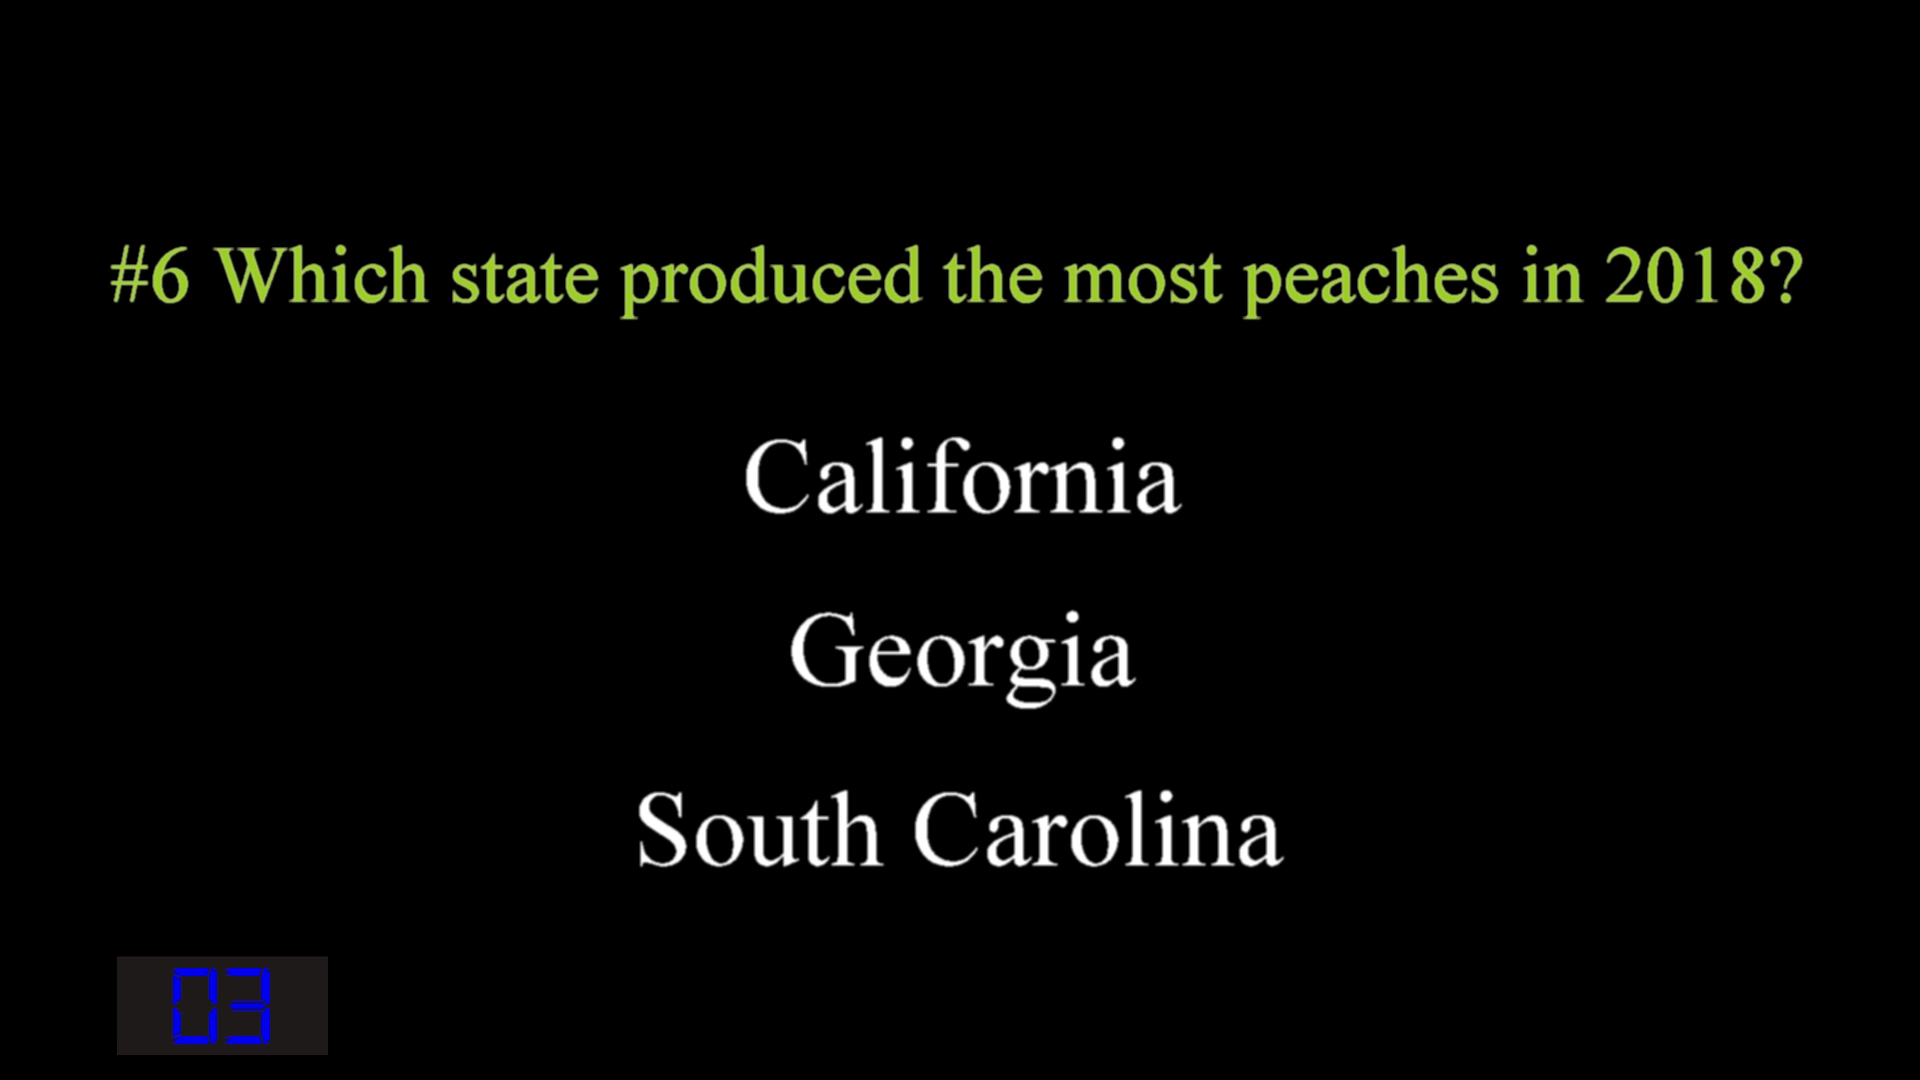 #6 Which state produced the most peaches in 2018?
California
Georgia
South Carolina
03